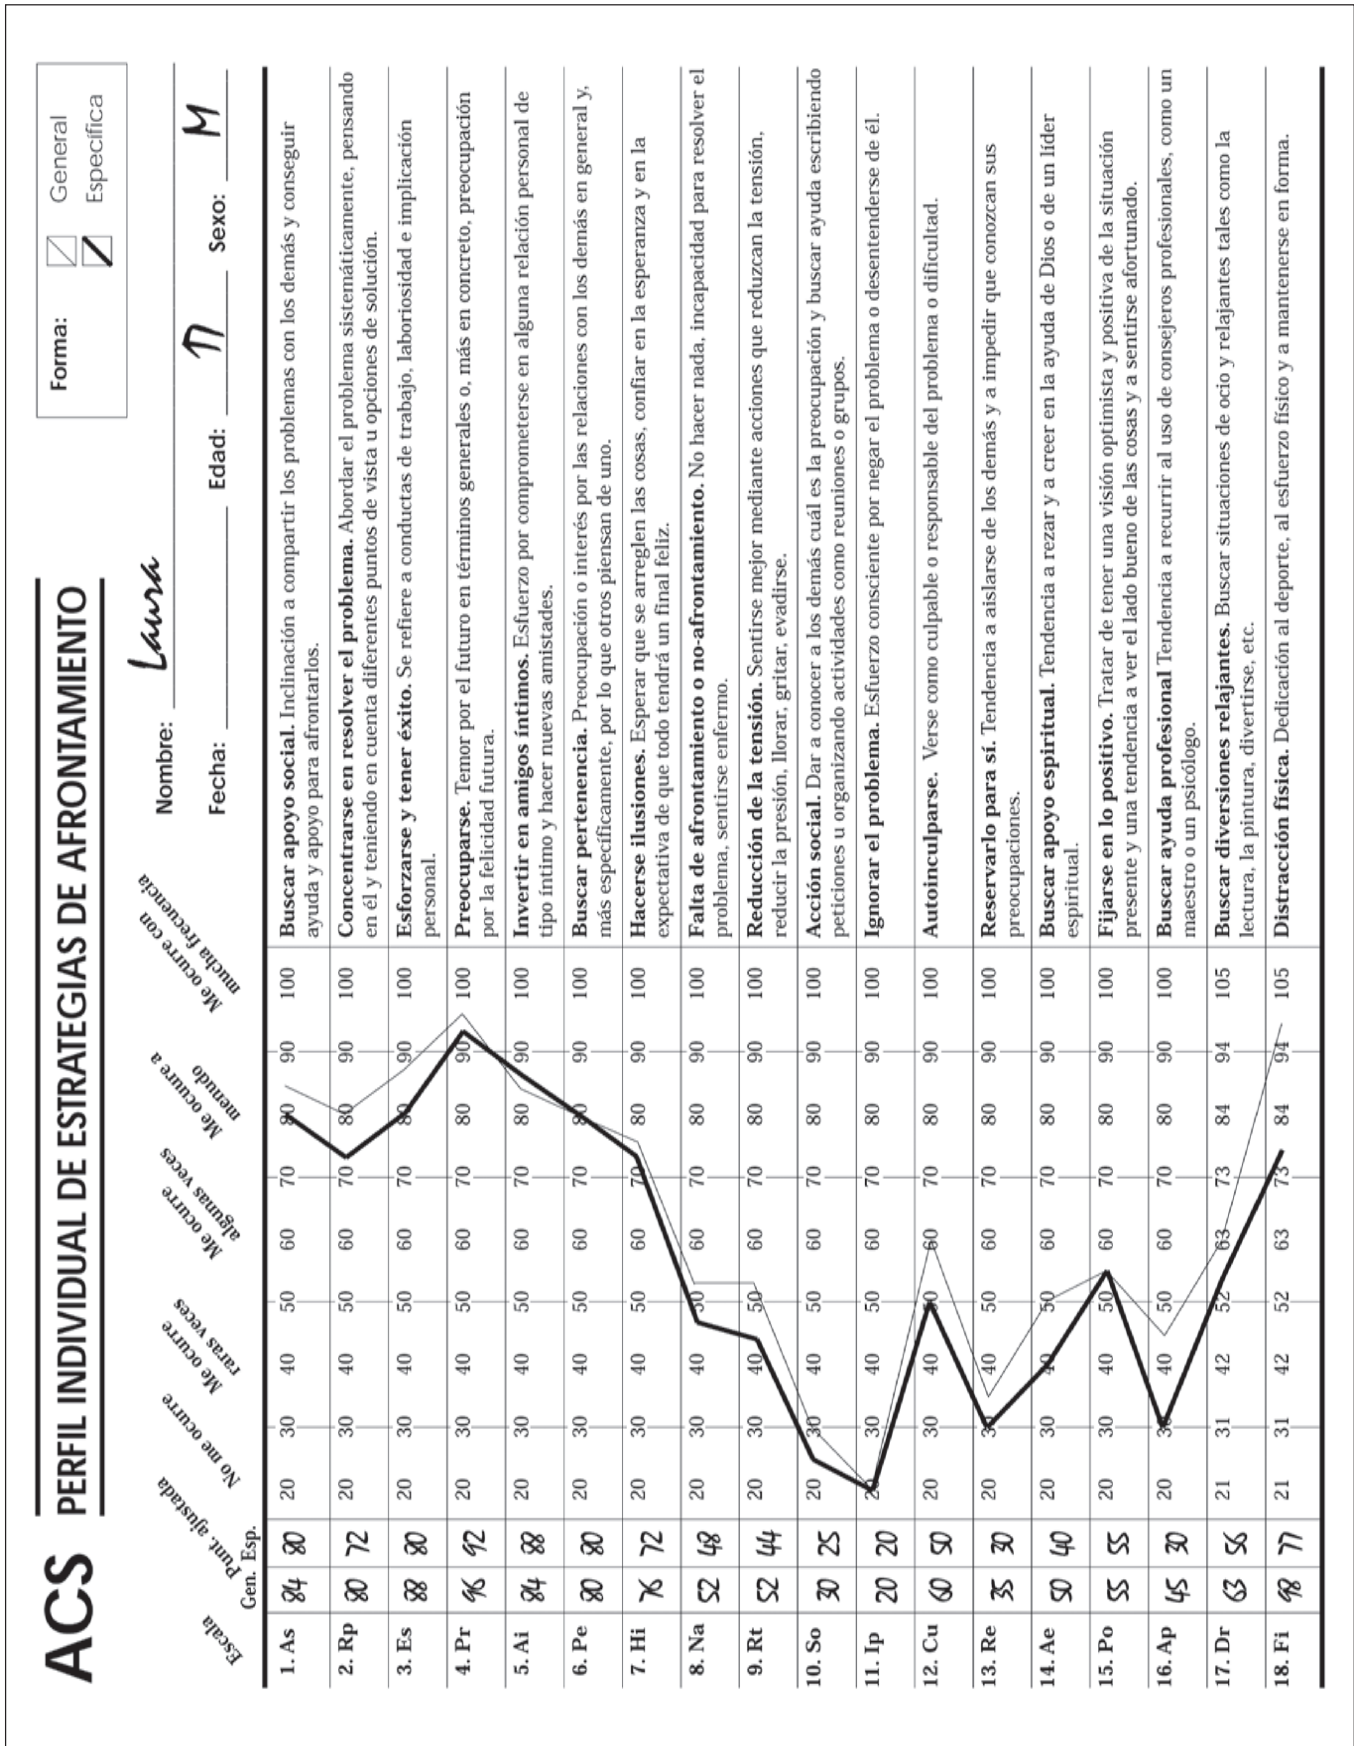 ACS PERFIL INDIVIDUAL DE ESTRATEGIAS DE AFRONTAMIENTO
Forma: General
Específica
Nombre: Laura
Fecha: Edad: 17 Sexo: M
Escala
Punt. ajustada
Gen. Esp.
No me ocurre
Me ocurre
raras veces
Me ocurre
algunas veces
Me ocuure a
menudo
Me ocurre con
mucha frecuencia
1. As 84 80 20 30 40 50 60 70 80 90 100 Buscar apoyo social. Inclinación a compartir los problemas con los demás y conseguir
ayuda y apoyo para afrontarlos.
2. Rp 80 72 20 30 40 50 60 70 80 90 100 Concentrarse en resolver el problema. Abordar el problema sistemáticamente, pensando
en él y teniendo en cuenta diferentes puntos de vista u opciones de solución.
3. Es 88 80 20 30 40 50 60 70 80 90 100 Esforzarse y tener éxito. Se refiere a conductas de trabajo, laboriosidad e implicación
personal.
4. Pr 96 92 20 30 40 50 60 70 80 90 100 Preocuparse. Temor por el futuro en términos generales o, más en concreto, preocupación
por la felicidad futura.
5. Ai 84 88 20 30 40 50 60 70 80 90 100 Invertir en amigos íntimos. Esfuerzo por comprometerse en alguna relación personal de
tipo íntimo y hacer nuevas amistades.
6. Pe 80 80 20 30 40 50 60 70 80 90 100 Buscar pertenencia. Preocupación o interés por las relaciones con los demás en general y,
más específicamente, por lo que otros piensan de uno.
7. Hi 76 72 20 30 40 50 60 70 80 90 100 Hacerse ilusiones. Esperar que se arreglen las cosas, confiar en la esperanza y en la
expectativa de que todo tendrá un final feliz.
8. Na 52 48 20 30 40 50 60 70 80 90 100 Falta de afrontamiento o no-afrontamiento. No hacer nada, incapacidad para resolver el
problema, sentirse enfermo.
9. Rt 52 44 20 30 40 50 60 70 80 90 100 Reducción de la tensión. Sentirse mejor mediante acciones que reduzcan la tensión,
reducir la presión, llorar, gritar, evadirse.
10. So 30 25 20 30 40 50 60 70 80 90 100 Acción social. Dar a conocer a los demás cuál es la preocupación y buscar ayuda escribiendo
peticiones u organizando actividades como reuniones o grupos.
11. Ip 20 20 20 30 40 50 60 70 80 90 100 Ignorar el problema. Esfuerzo consciente por negar el problema o desentenderse de él.
12. Cu 60 50 20 30 40 50 60 70 80 90 100 Autoinculparse. Verse como culpable o responsable del problema o dificultad.
13. Re 35 30 20 30 40 50 60 70 80 90 100 Reservarlo para sí. Tendencia a aislarse de los demás y a impedir que conozcan sus
preocupaciones.
14. Ae 50 40 20 30 40 50 60 70 80 90 100 Buscar apoyo espiritual. Tendencia a rezar y a creer en la ayuda de Dios o de un líder
espiritual.
15. Po 55 55 20 30 40 50 60 70 80 90 100 Fijarse en lo positivo. Tratar de tener una visión optimista y positiva de la situación
presente y una tendencia a ver el lado bueno de las cosas y a sentirse afortunado.
16. Ap 45 30 20 30 40 50 60 70 80 90 100 Buscar ayuda profesional Tendencia a recurrir al uso de consejeros profesionales, como un
maestro o un psicólogo.
17. Dr 63 56 21 31 42 52 63 73 84 94 105 Buscar diversiones relajantes. Buscar situaciones de ocio y relajantes tales como la
lectura, la pintura, divertirse, etc.
18. Fi 98 77 21 31 42 52 63 73 84 94 105 Distracción física. Dedicación al deporte, al esfuerzo físico y a mantenerse en forma.